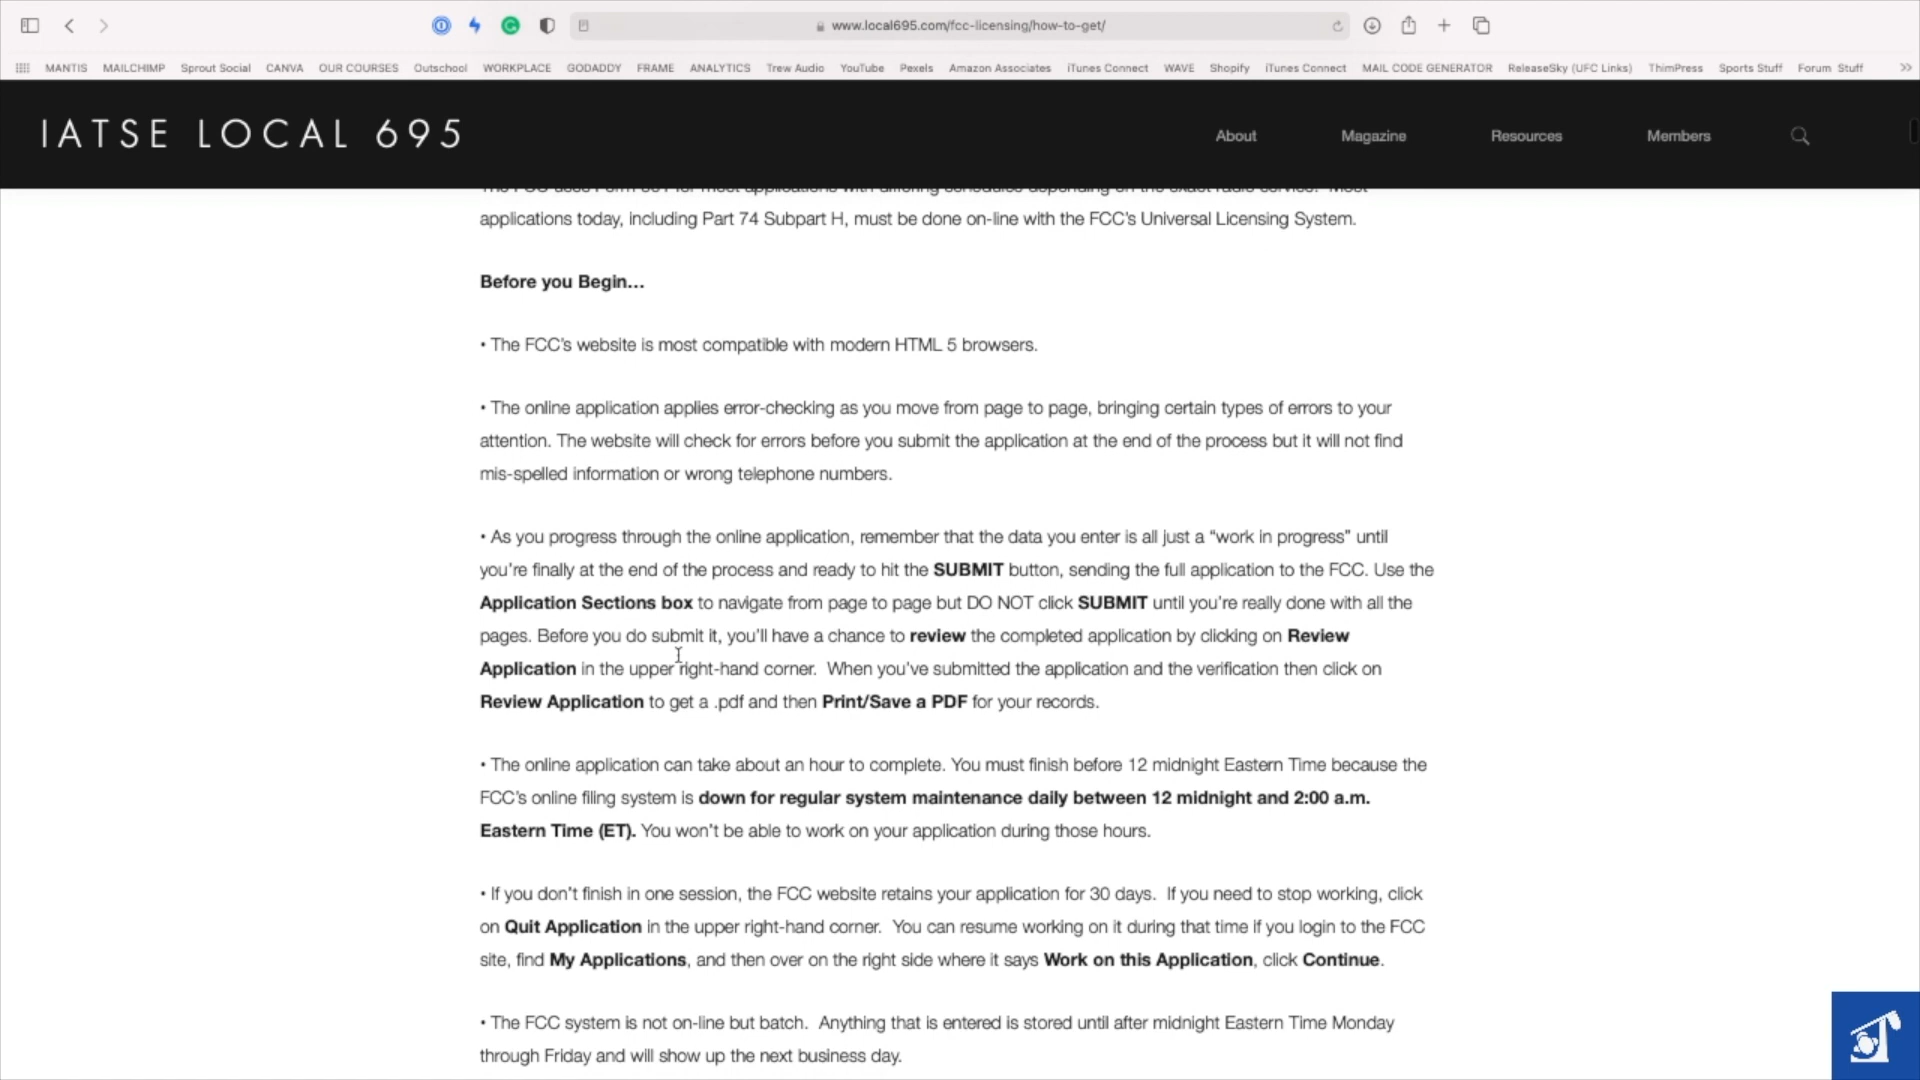 www.local695.com/fcc-licensing/how-to-get/
MANTIS MAILCHIMP Sprout Social CANVA OUR COURSES Outschool WORKPLACE GODADDY FRAME ANALYTICS Trew Audio YouTube Pexels Amazon Associates iTunes Connect WAVE Shopify iTunes Connect MAIL CODE GENERATOR ReleaseSky (UFC Links) ThimPress Sports Stuff Forum Stuff
IATSE LOCAL 695
About Magazine Resources Members
applications today, including Part 74 Subpart H, must be done on-line with the FCC's Universal Licensing System.
Before you Begin...
• The FCC's website is most compatible with modern HTML 5 browsers.
• The online application applies error-checking as you move from page to page, bringing certain types of errors to your
attention. The website will check for errors before you submit the application at the end of the process but it will not find
mis-spelled information or wrong telephone numbers.
• As you progress through the online application, remember that the data you enter is all just a “work in progress” until
you're finally at the end of the process and ready to hit the SUBMIT button, sending the full application to the FCC. Use the
Application Sections box to navigate from page to page but DO NOT click SUBMIT until you're really done with all the
pages. Before you do submit it, you'll have a chance to review the completed application by clicking on Review
Application in the upper right-hand corner. When you've submitted the application and the verification then click on
Review Application to get a .pdf and then Print/Save a PDF for your records.
• The online application can take about an hour to complete. You must finish before 12 midnight Eastern Time because the
FCC's online filing system is down for regular system maintenance daily between 12 midnight and 2:00 a.m.
Eastern Time (ET). You won't be able to work on your application during those hours.
• If you don't finish in one session, the FCC website retains your application for 30 days. If you need to stop working, click
on Quit Application in the upper right-hand corner. You can resume working on it during that time if you login to the FCC
site, find My Applications, and then over on the right side where it says Work on this Application, click Continue.
• The FCC system is not on-line but batch. Anything that is entered is stored until after midnight Eastern Time Monday
through Friday and will show up the next business day.